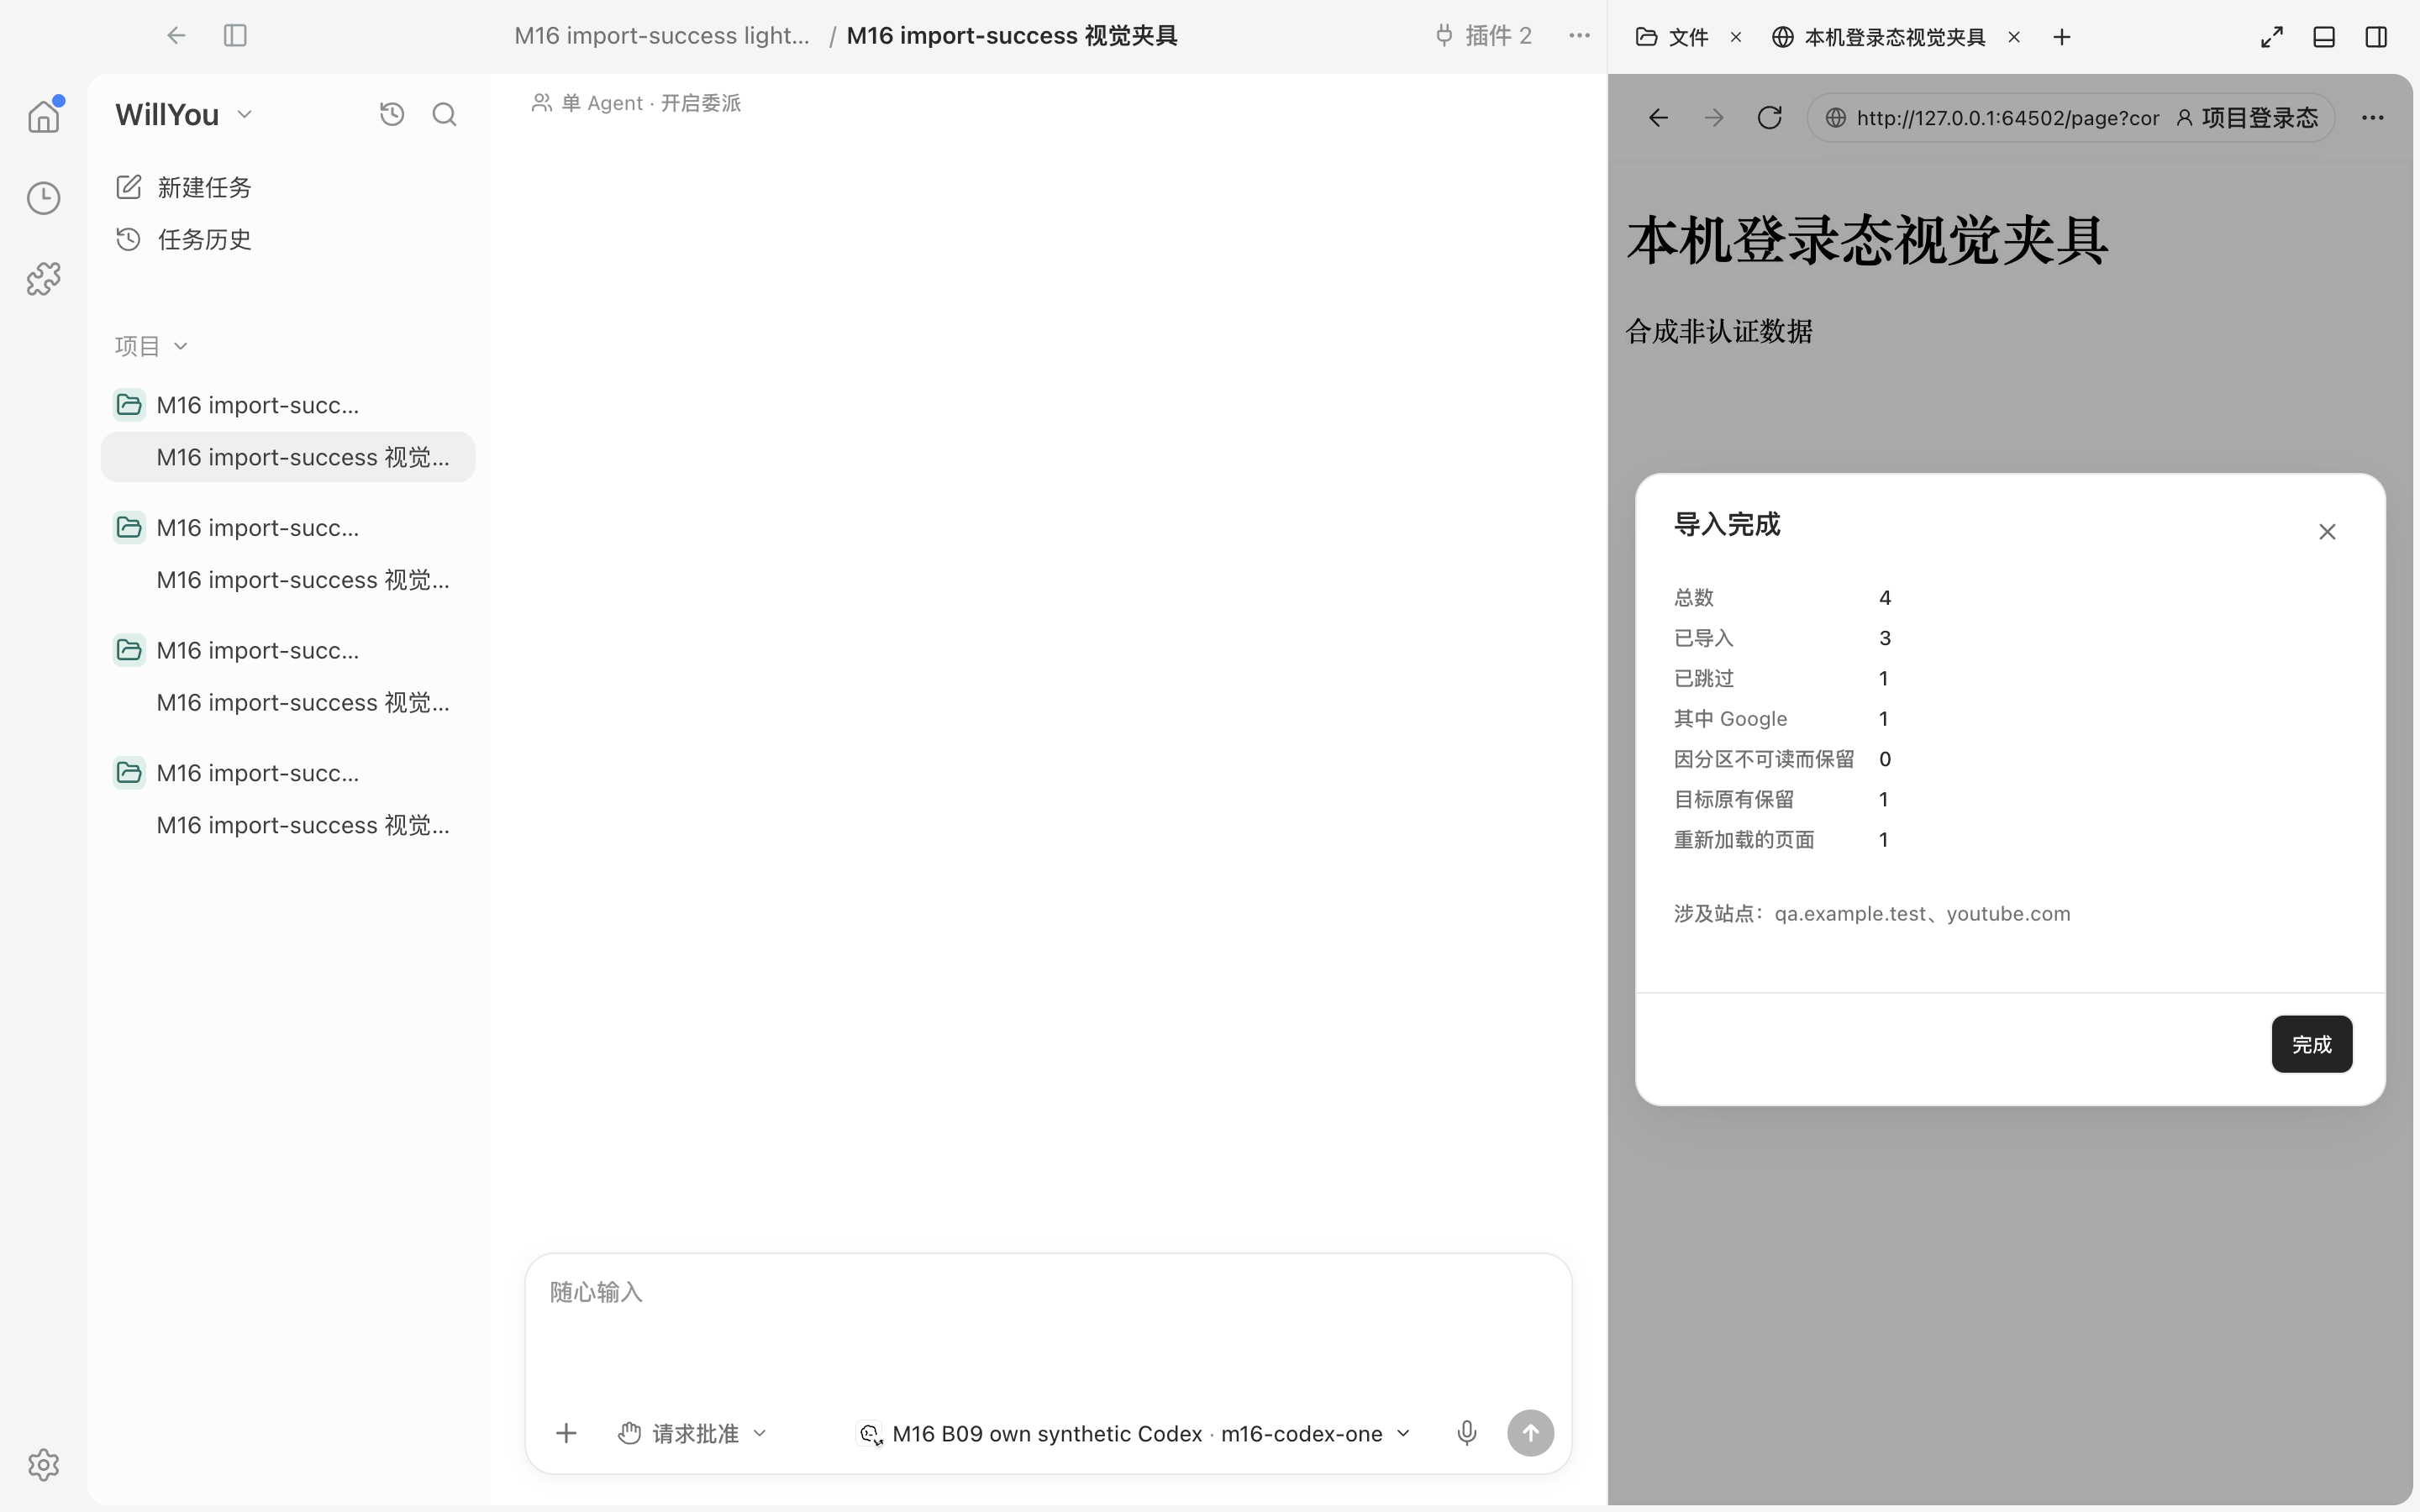 M16 import-success light... / M16 import-success 视觉夹具
插件 2
文件
本机登录态视觉夹具
WillYou
新建任务
任务历史
项目
M16 import-succ...
M16 import-success 视觉...
M16 import-succ...
M16 import-success 视觉...
M16 import-succ...
M16 import-success 视觉...
M16 import-succ...
M16 import-success 视觉...
单 Agent · 开启委派
随心输入
请求批准
M16 B09 own synthetic Codex · m16-codex-one
http://127.0.0.1:64502/page?cor
项目登录态
本机登录态视觉夹具
合成非认证数据
导入完成
总数 4
已导入 3
已跳过 1
其中 Google 1
因分区不可读而保留 0
目标原有保留 1
重新加载的页面 1
涉及站点：qa.example.test、youtube.com
完成